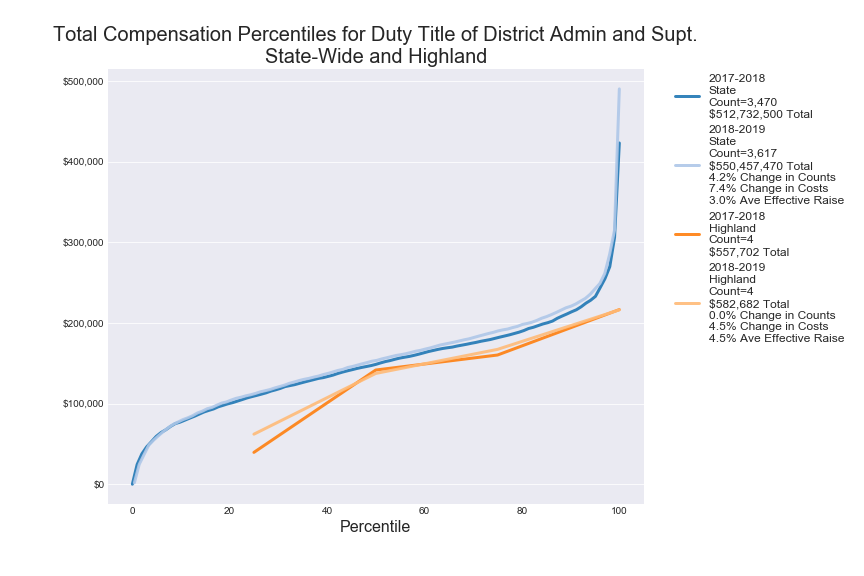 Total Compensation Percentiles for Duty Title of District Admin and Supt.
State-Wide and Highland
$500,000
$400,000
$300,000
$200,000
$100,000
$0
0
20
40
60
80
100
Percentile
2017-2018
State
Count=3,470
$512,732,500 Total
2018-2019
State
Count=3,617
$550,457,470 Total
4.2% Change in Counts
7.4% Change in Costs
3.0% Ave Effective Raise
2017-2018
Highland
Count=4
$557,702 Total
2018-2019
Highland
Count=4
$582,682 Total
0.0% Change in Counts
4.5% Change in Costs
4.5% Ave Effective Raise